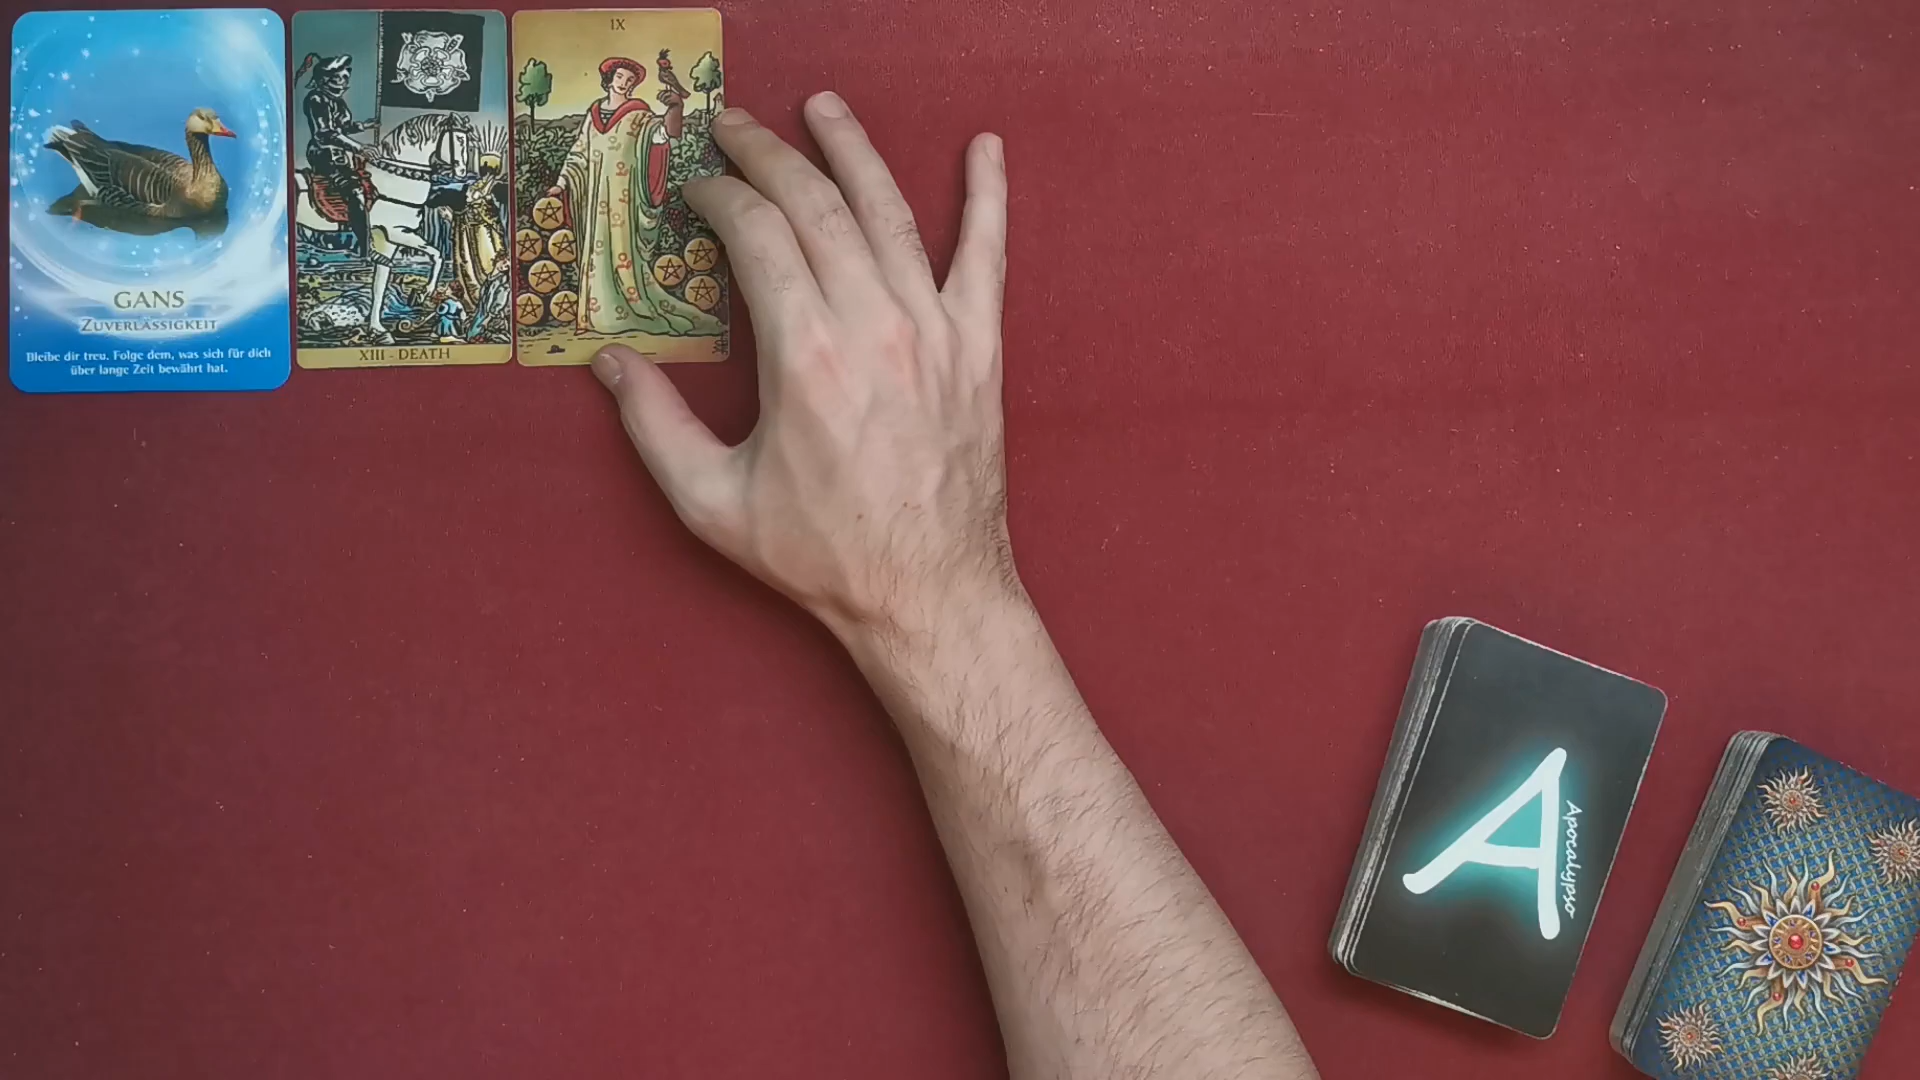 GANS
ZUVERLÄSSIGKEIT
Bleibe dir treu. Folge dem, was sich für dich
über lange Zeit bewährt hat.
XIII - DEATH
IX
A
Apocalypso